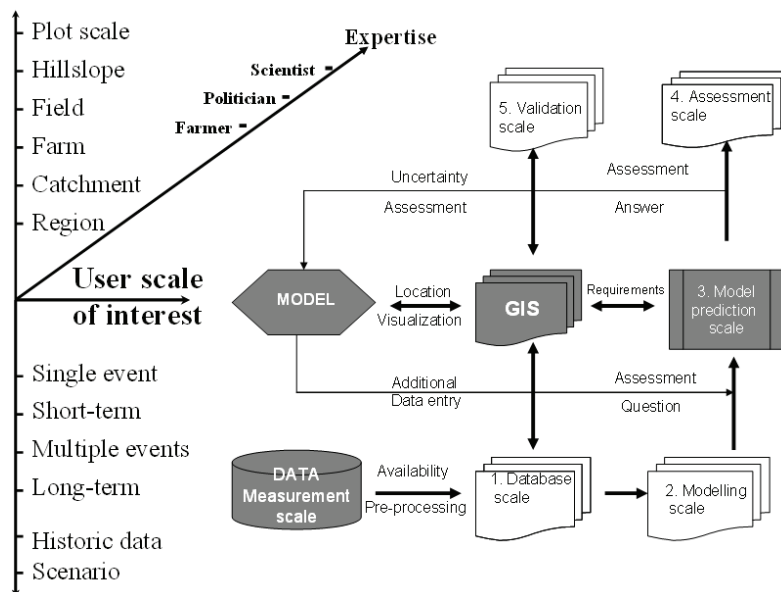 Plot scale
Hillslope
Field
Farm
Catchment
Region
Expertise
Scientist
Politician
Farmer
User scale
of interest
Single event
Short-term
Multiple events
Long-term
Historic data
Scenario
5. Validation
scale
4. Assessment
scale
Uncertainty
Assessment
Assessment
Answer
MODEL
Location
Visualization
GIS
Requirements
3. Model
prediction
scale
Additional
Data entry
Assessment
Question
DATA
Measurement
scale
Availability
Pre-processing
1. Database
scale
2. Modelling
scale